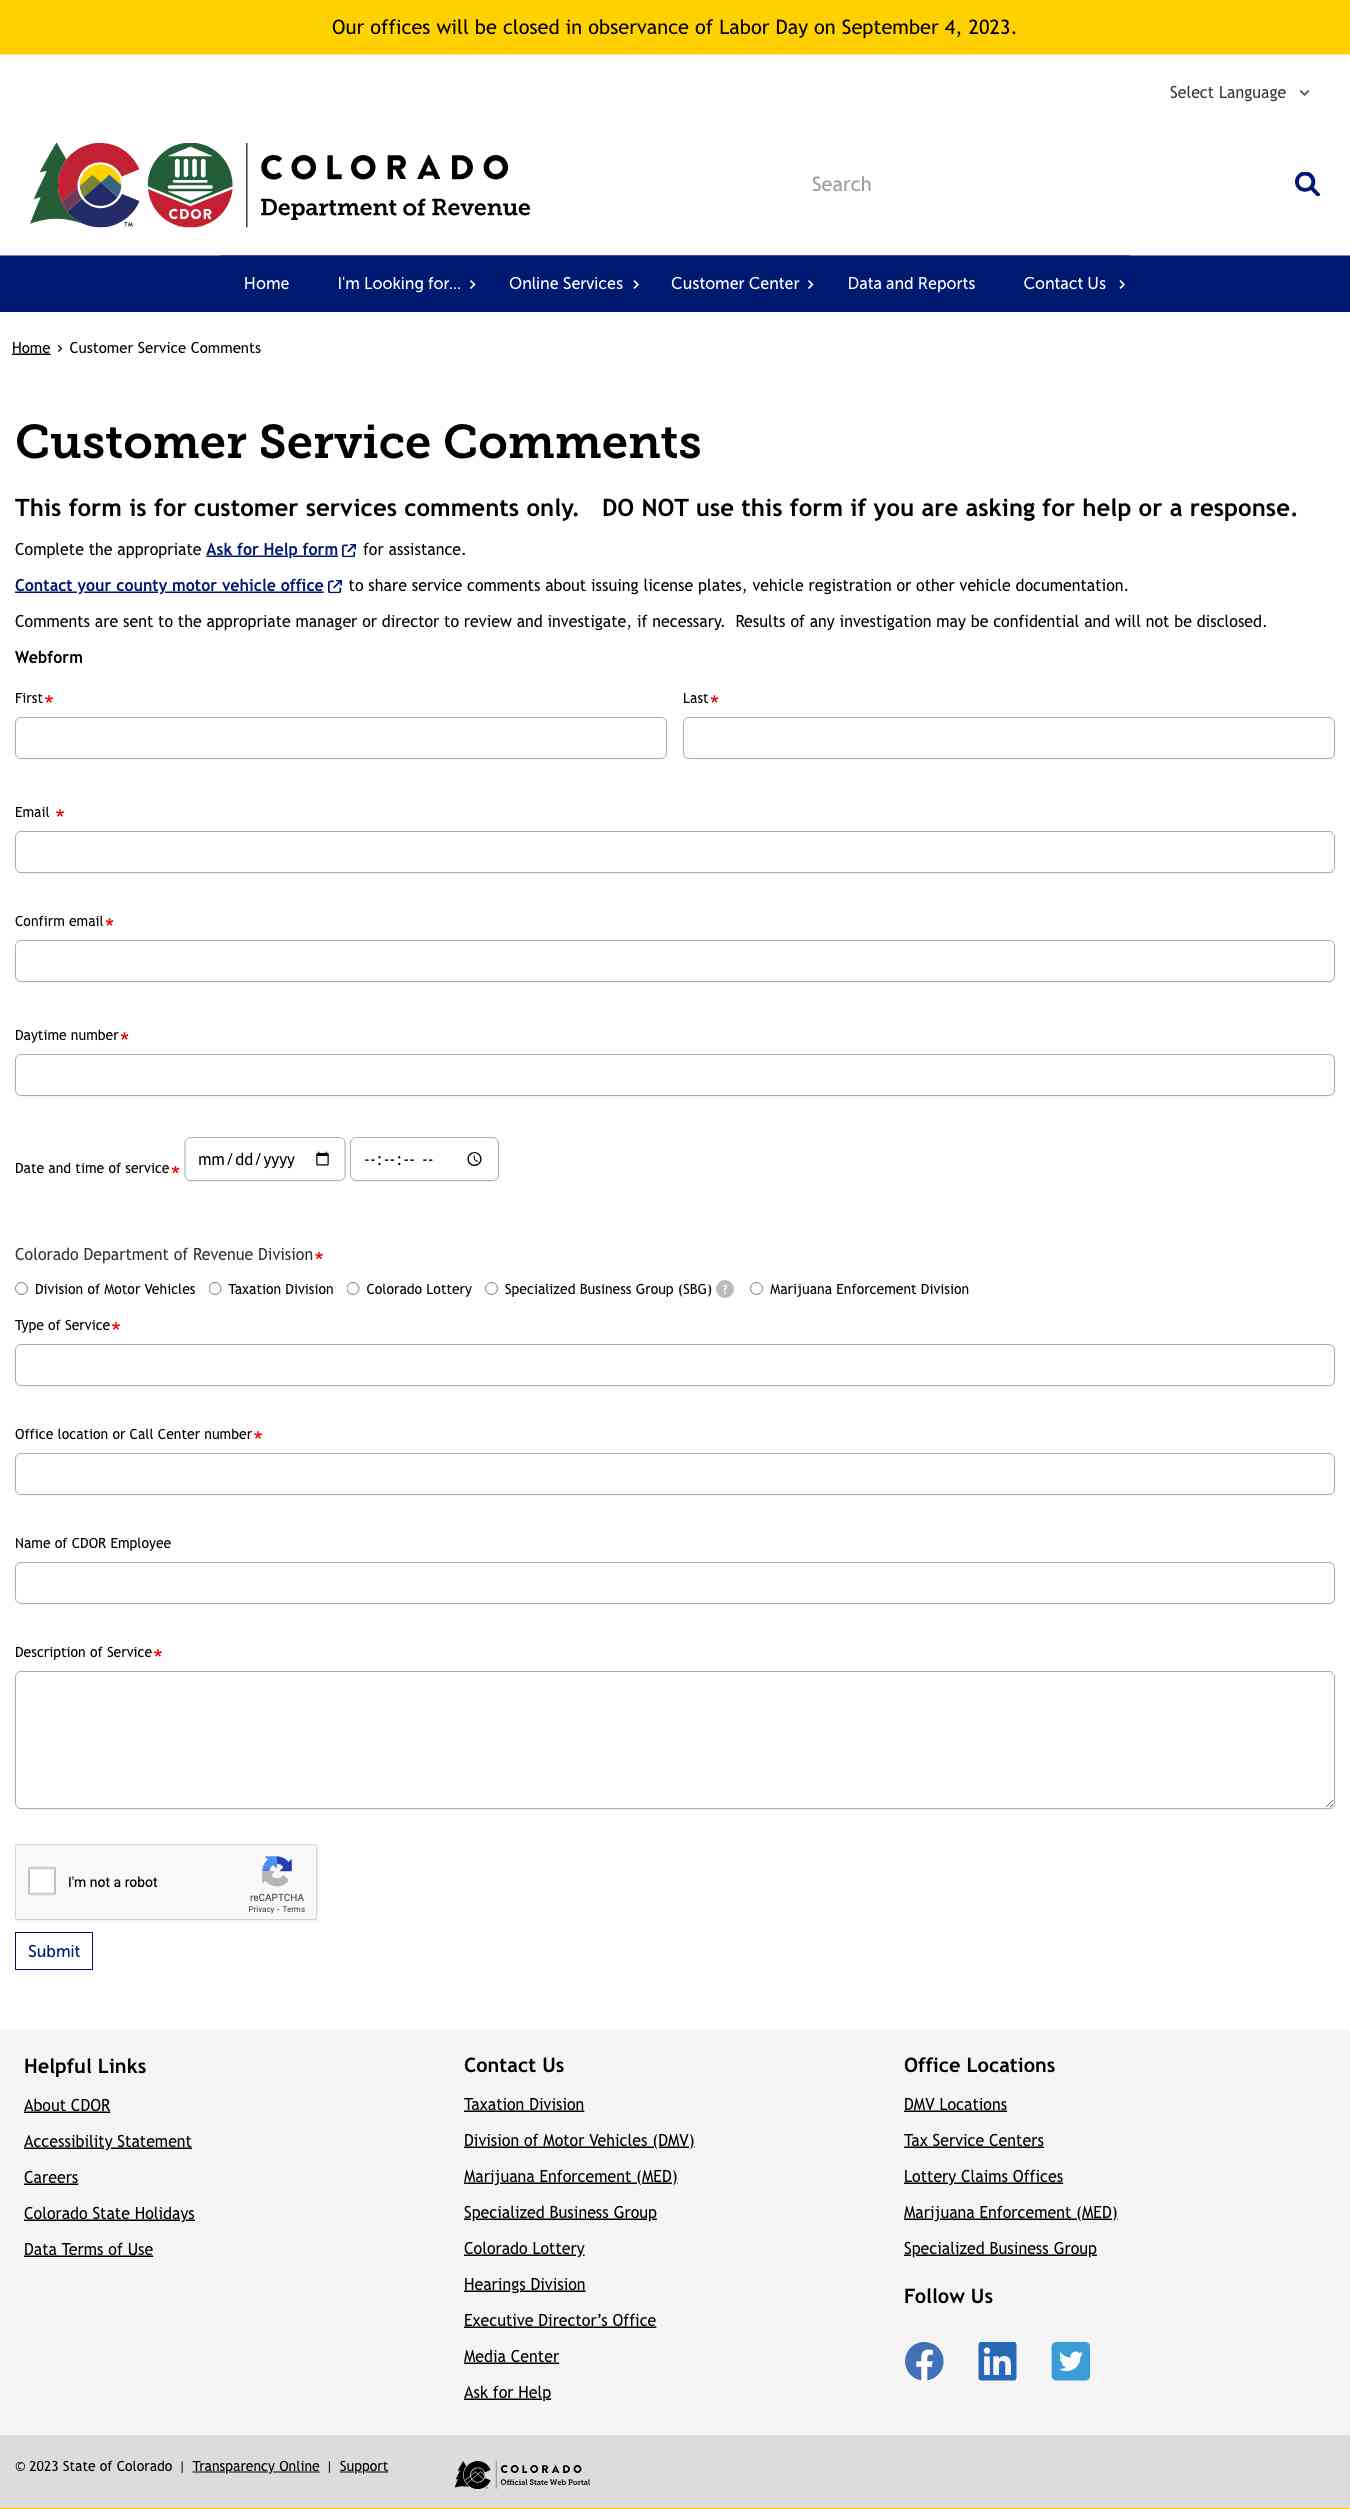 Our offices will be closed in observance of Labor Day on September 4, 2023.
Select Language
COLORADO
Department of Revenue
CDOR
TM
Search
Home
I'm Looking for...
Online Services
Customer Center
Data and Reports
Contact Us
Home › Customer Service Comments
Customer Service Comments
This form is for customer services comments only.   DO NOT use this form if you are asking for help or a response.
Complete the appropriate Ask for Help form for assistance.
Contact your county motor vehicle office to share service comments about issuing license plates, vehicle registration or other vehicle documentation.
Comments are sent to the appropriate manager or director to review and investigate, if necessary.  Results of any investigation may be confidential and will not be disclosed.
Webform
First*
Last*
Email *
Confirm email*
Daytime number*
Date and time of service* mm/dd/yyyy --:--:-- --
Colorado Department of Revenue Division*
Division of Motor Vehicles Taxation Division Colorado Lottery Specialized Business Group (SBG) ? Marijuana Enforcement Division
Type of Service*
Office location or Call Center number*
Name of CDOR Employee
Description of Service*
I'm not a robot
reCAPTCHA
Privacy - Terms
Submit
Helpful Links
About CDOR
Accessibility Statement
Careers
Colorado State Holidays
Data Terms of Use
Contact Us
Taxation Division
Division of Motor Vehicles (DMV)
Marijuana Enforcement (MED)
Specialized Business Group
Colorado Lottery
Hearings Division
Executive Director’s Office
Media Center
Ask for Help
Office Locations
DMV Locations
Tax Service Centers
Lottery Claims Offices
Marijuana Enforcement (MED)
Specialized Business Group
Follow Us
© 2023 State of Colorado | Transparency Online | Support
COLORADO
Official State Web Portal